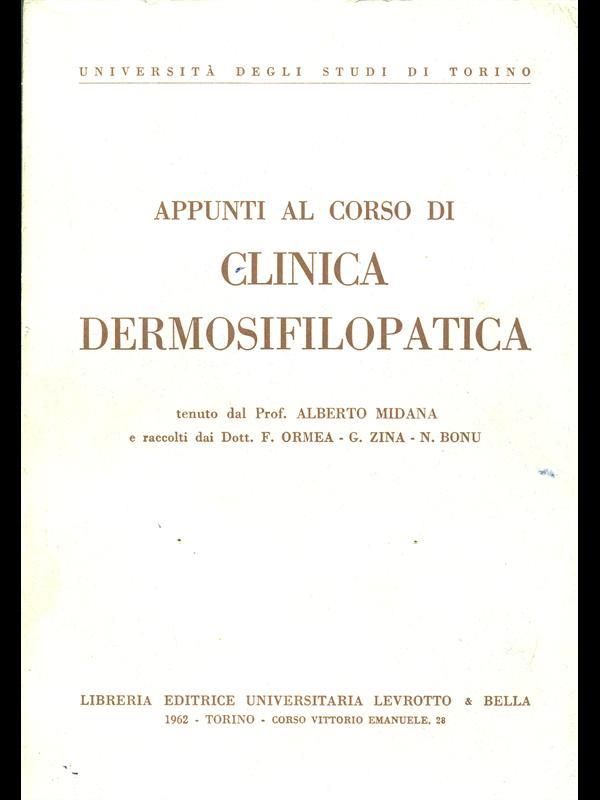 UNIVERSITÀ DEGLI STUDI DI TORINO
APPUNTI AL CORSO DI
CLINICA
DERMOSIFILOPATICA
tenuto dal Prof. ALBERTO MIDANA
e raccolti dai Dott. F. ORMEA - G. ZINA - N. BONU
LIBRERIA EDITRICE UNIVERSITARIA LEVROTTO & BELLA
1962 - TORINO - CORSO VITTORIO EMANUELE, 28